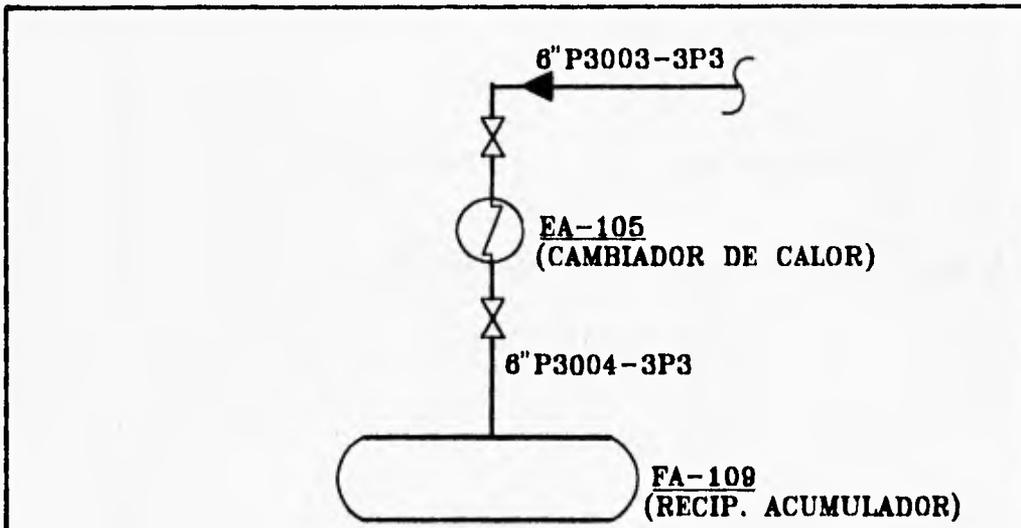 6"P3003-3P3
EA-105
(CAMBIADOR DE CALOR)
6"P3004-3P3
FA-109
(RECIP. ACUMULADOR)